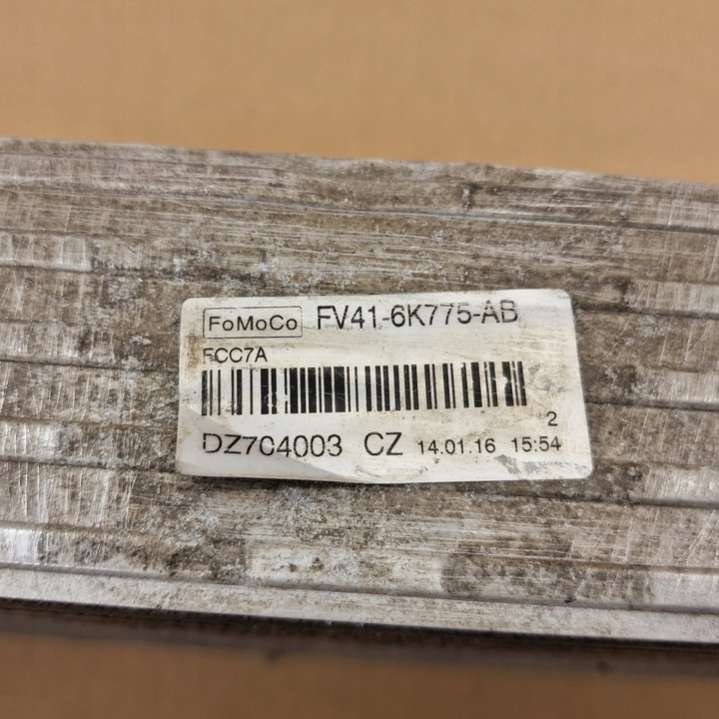 FoMoCo FV41-6K775-AB
FCC7A
2
DZ7C4003 CZ 14.01.16 15:54